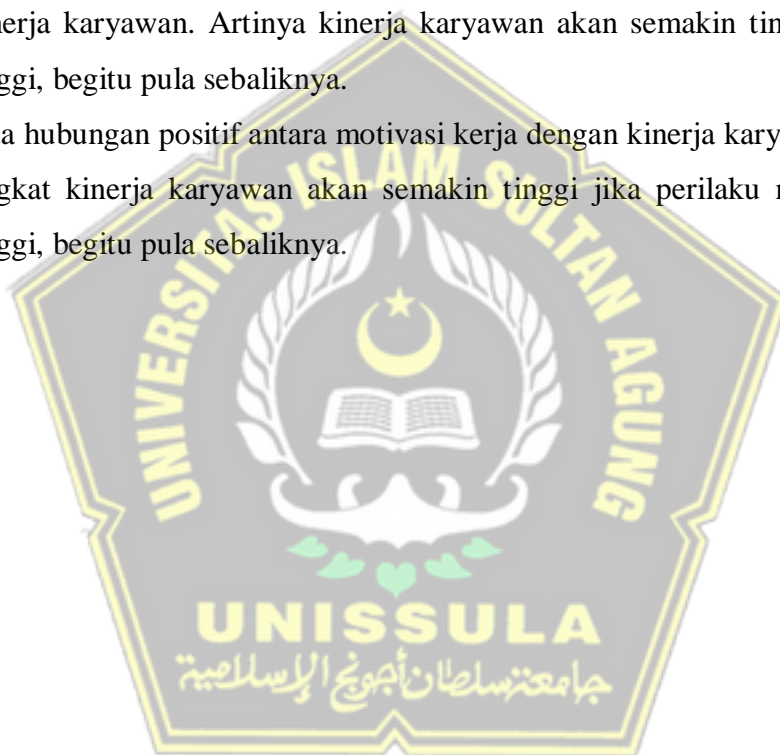 nerja karyawan. Artinya kinerja karyawan akan semakin ting
ggi, begitu pula sebaliknya.
a hubungan positif antara motivasi kerja dengan kinerja kary
gkat kinerja karyawan akan semakin tinggi jika perilaku
ggi, begitu pula sebaliknya.
UNIVERSITAS ISLAM SULTAN AGUNG
UNISSULA
جامعة سلطان أجونج الإسلامية